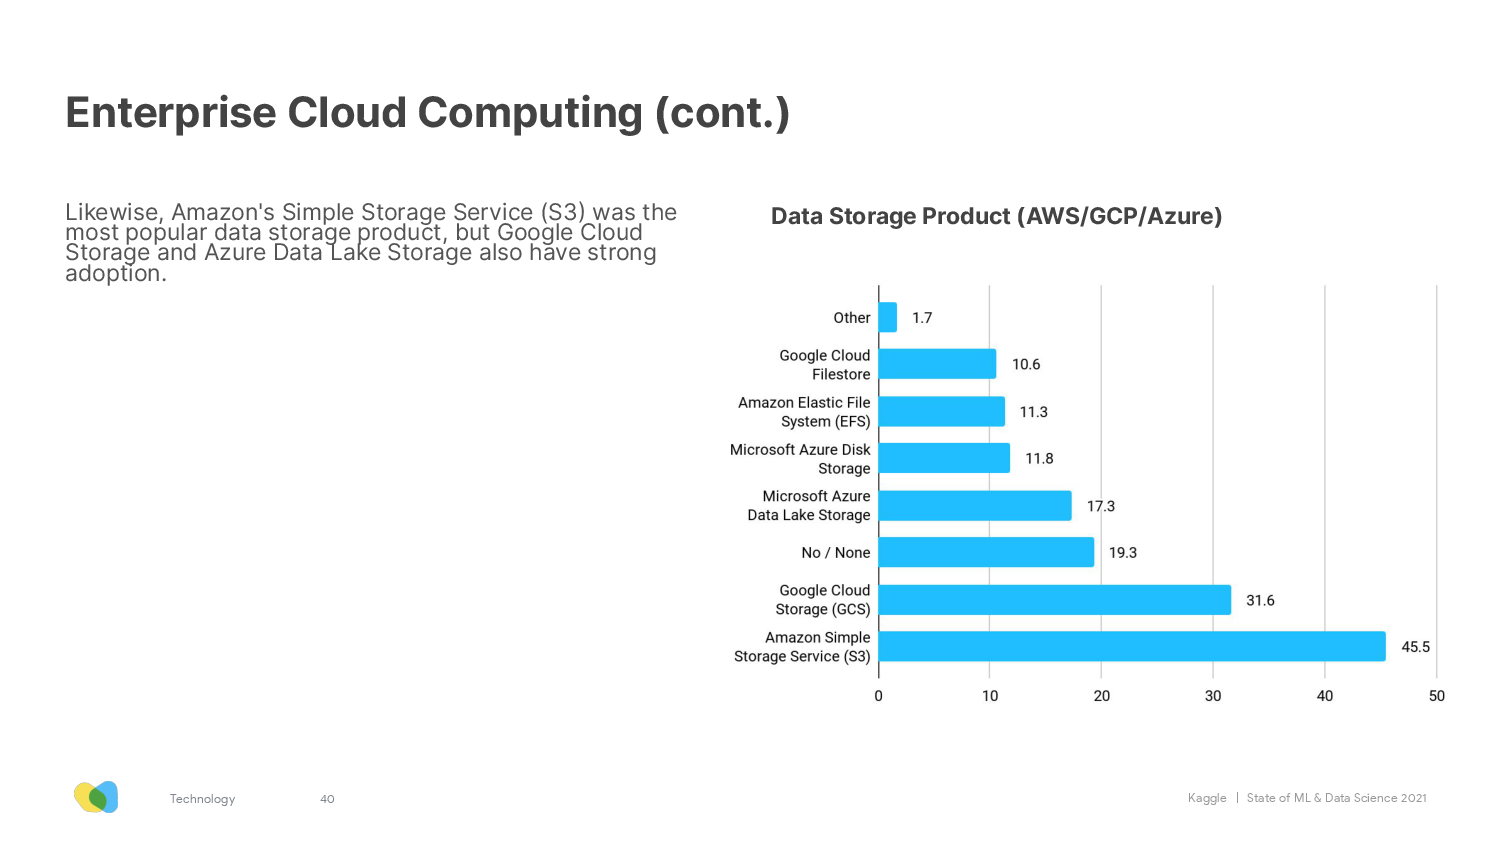 Enterprise Cloud Computing (cont.)
Likewise, Amazon's Simple Storage Service (S3) was the
most popular data storage product, but Google Cloud
Storage and Azure Data Lake Storage also have strong
adoption.
Data Storage Product (AWS/GCP/Azure)
Other
1.7
Google Cloud
Filestore
10.6
Amazon Elastic File
System (EFS)
11.3
Microsoft Azure Disk
Storage
11.8
Microsoft Azure
Data Lake Storage
17.3
No / None
19.3
Google Cloud
Storage (GCS)
31.6
Amazon Simple
Storage Service (S3)
45.5
0 10 20 30 40 50
Technology 40
Kaggle | State of ML & Data Science 2021